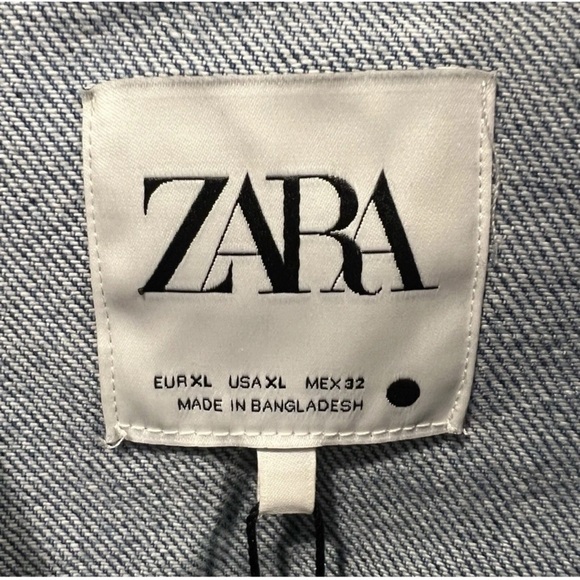 ZARA
EUR XL USA XL MEX 32
MADE IN BANGLADESH